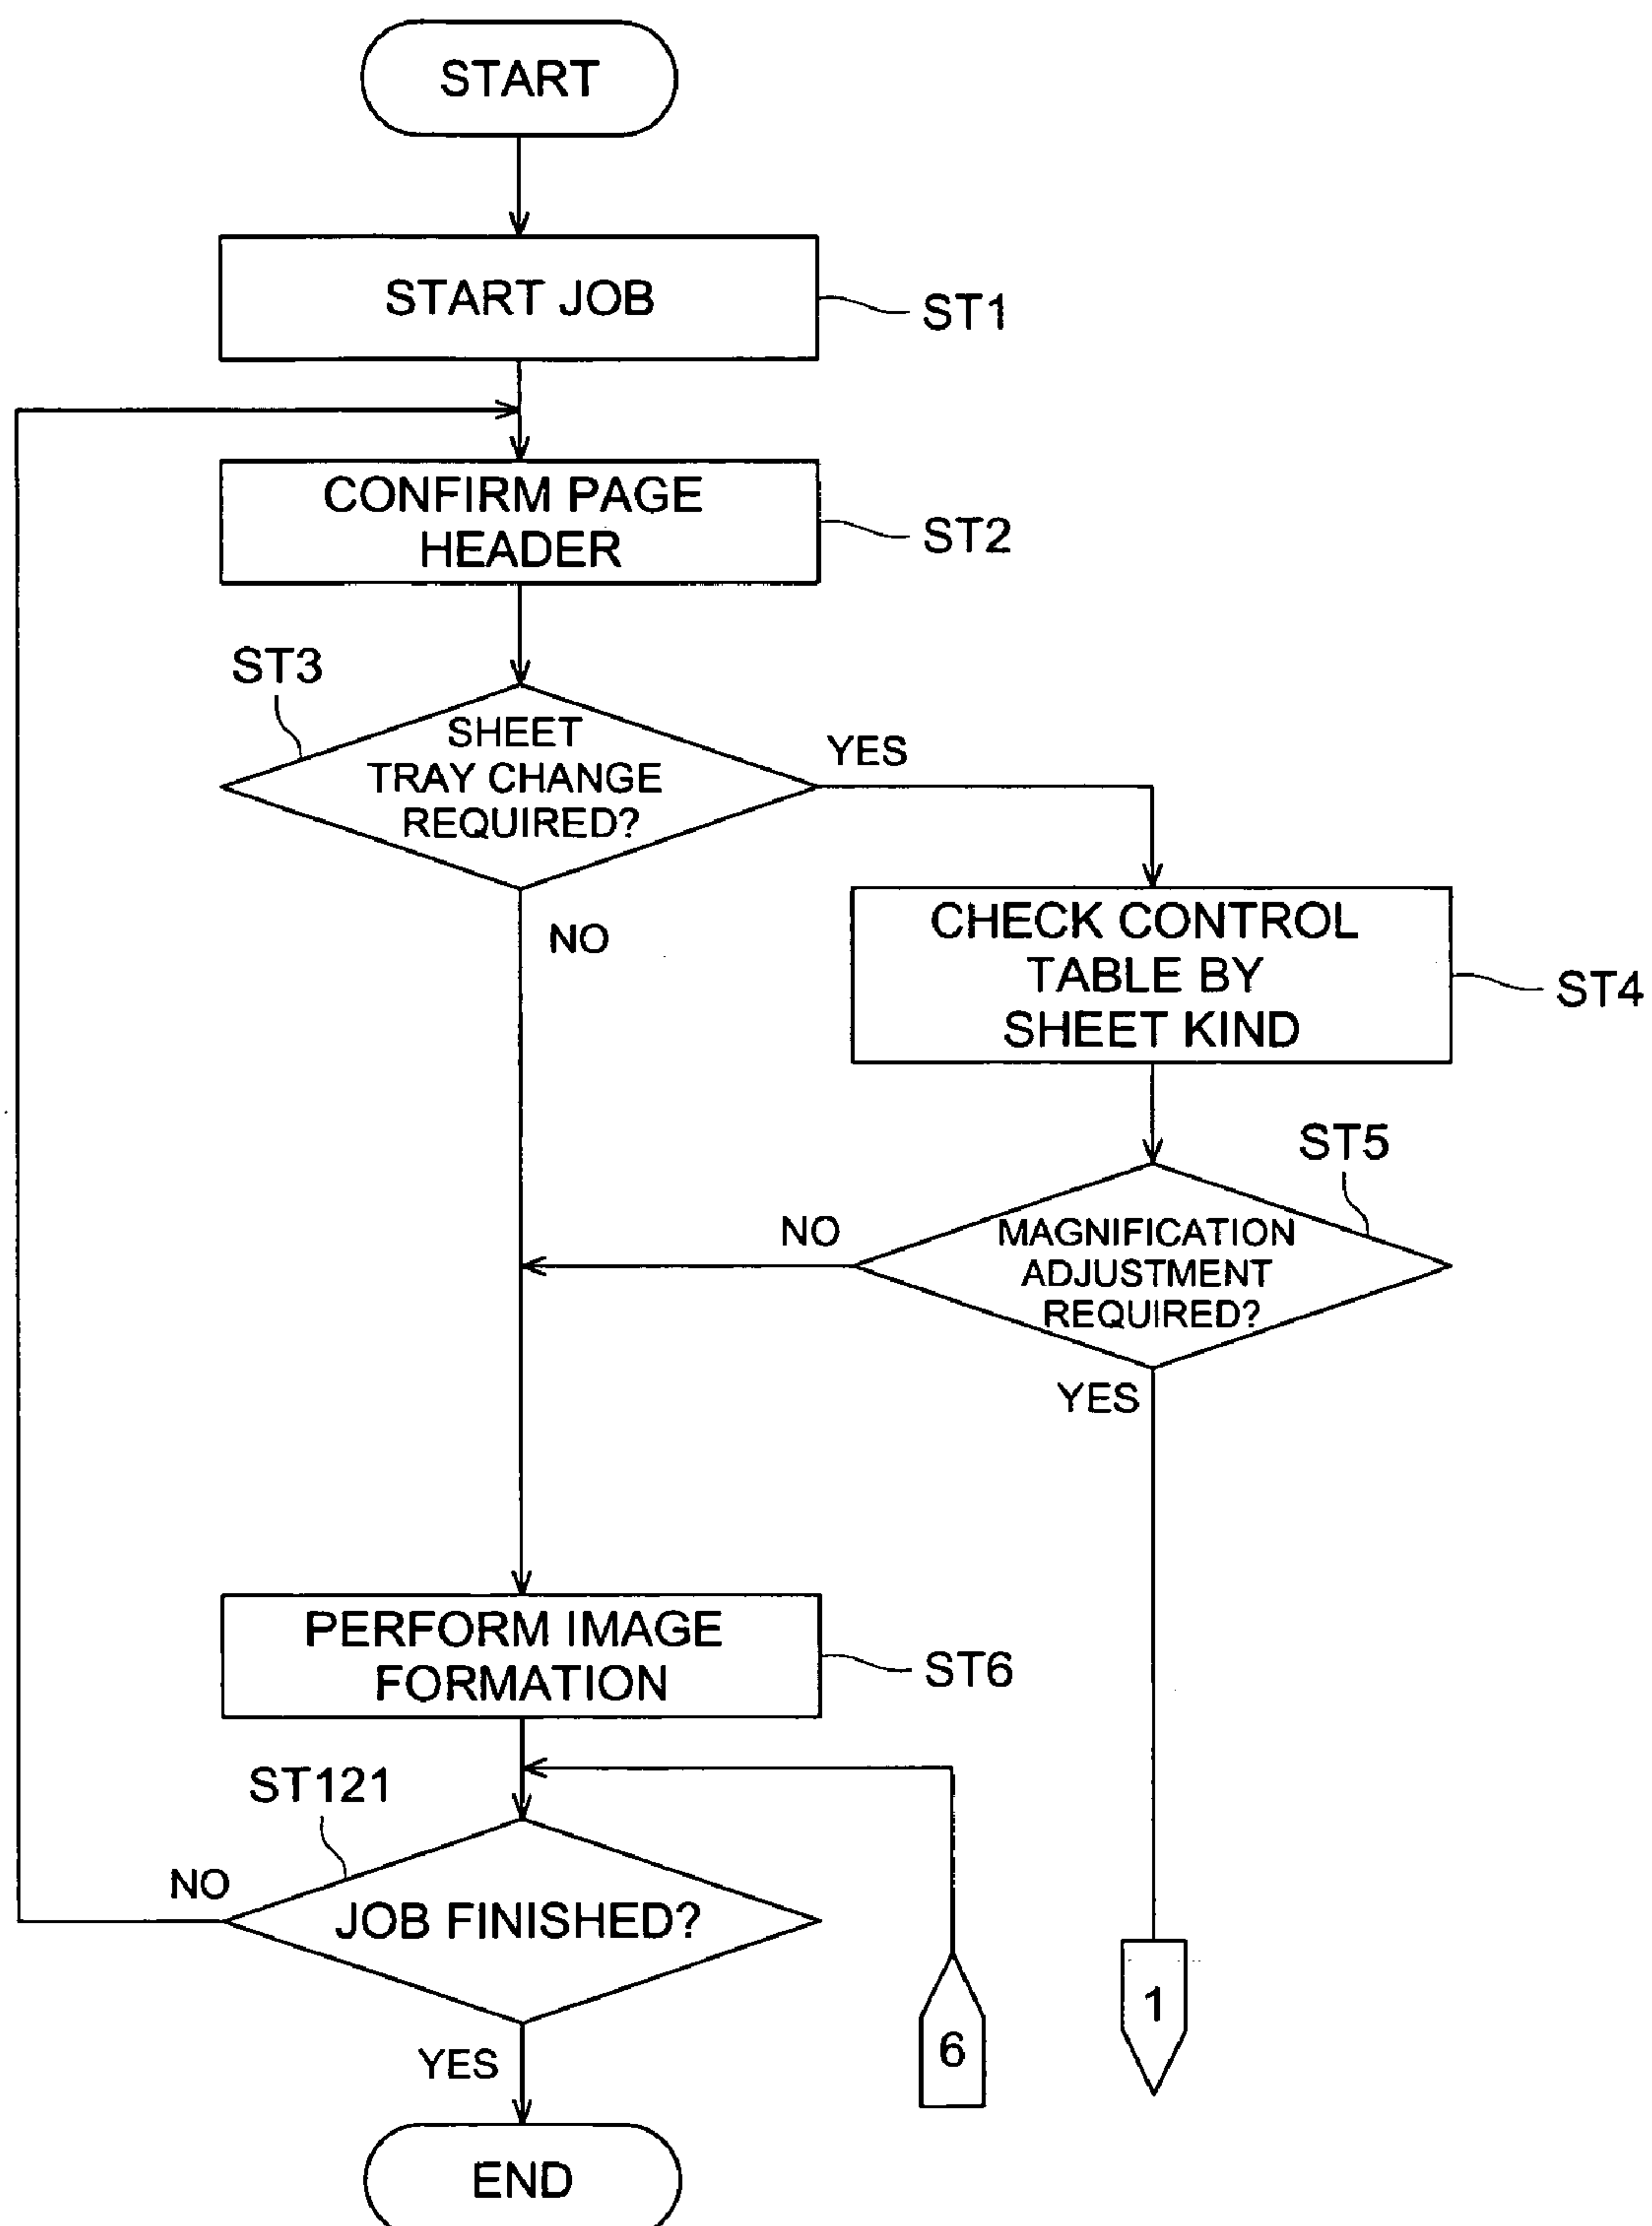 START
START JOB
ST1
CONFIRM PAGE
HEADER
ST2
ST3
SHEET
TRAY CHANGE
REQUIRED?
YES
NO
CHECK CONTROL
TABLE BY
SHEET KIND
ST4
ST5
MAGNIFICATION
ADJUSTMENT
REQUIRED?
NO
YES
PERFORM IMAGE
FORMATION
ST6
ST121
JOB FINISHED?
NO
YES
6
1
END